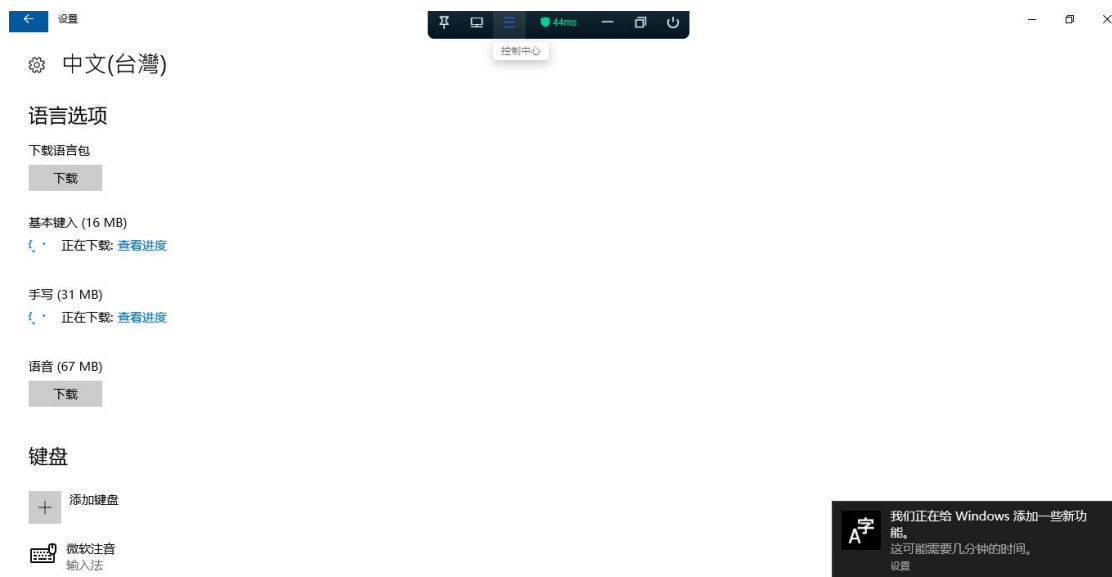 设置
44ms
控制中心
中文(台灣)
语言选项
下载语言包
下载
基本键入 (16 MB)
正在下载: 查看进度
手写 (31 MB)
正在下载: 查看进度
语音 (67 MB)
下载
键盘
添加键盘
微软注音
输入法
A字
我们正在给 Windows 添加一些新功
能。
这可能需要几分钟的时间。
设置